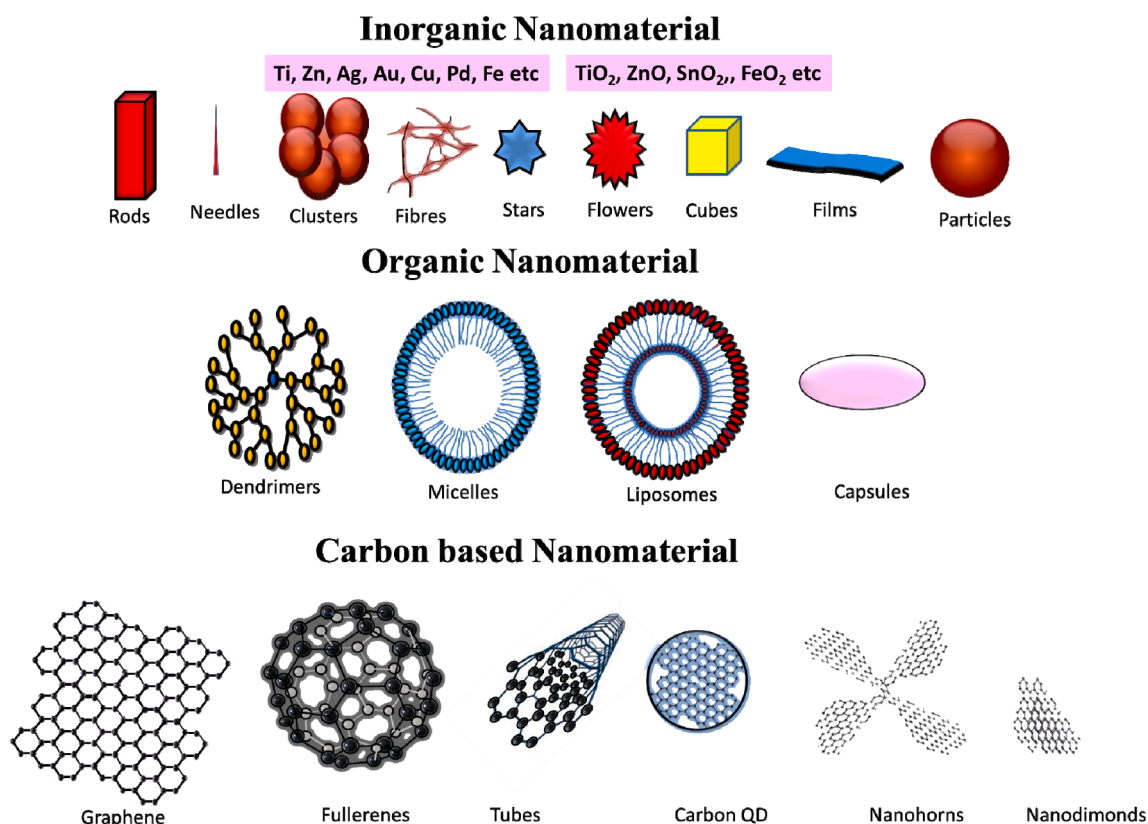 Inorganic Nanomaterial
Ti, Zn, Ag, Au, Cu, Pd, Fe etc
TiO₂, ZnO, SnO₂,, FeO₂ etc
Rods
Needles
Clusters
Fibres
Stars
Flowers
Cubes
Films
Particles
Organic Nanomaterial
Dendrimers
Micelles
Liposomes
Capsules
Carbon based Nanomaterial
Graphene
Fullerenes
Tubes
Carbon QD
Nanohorns
Nanodimonds